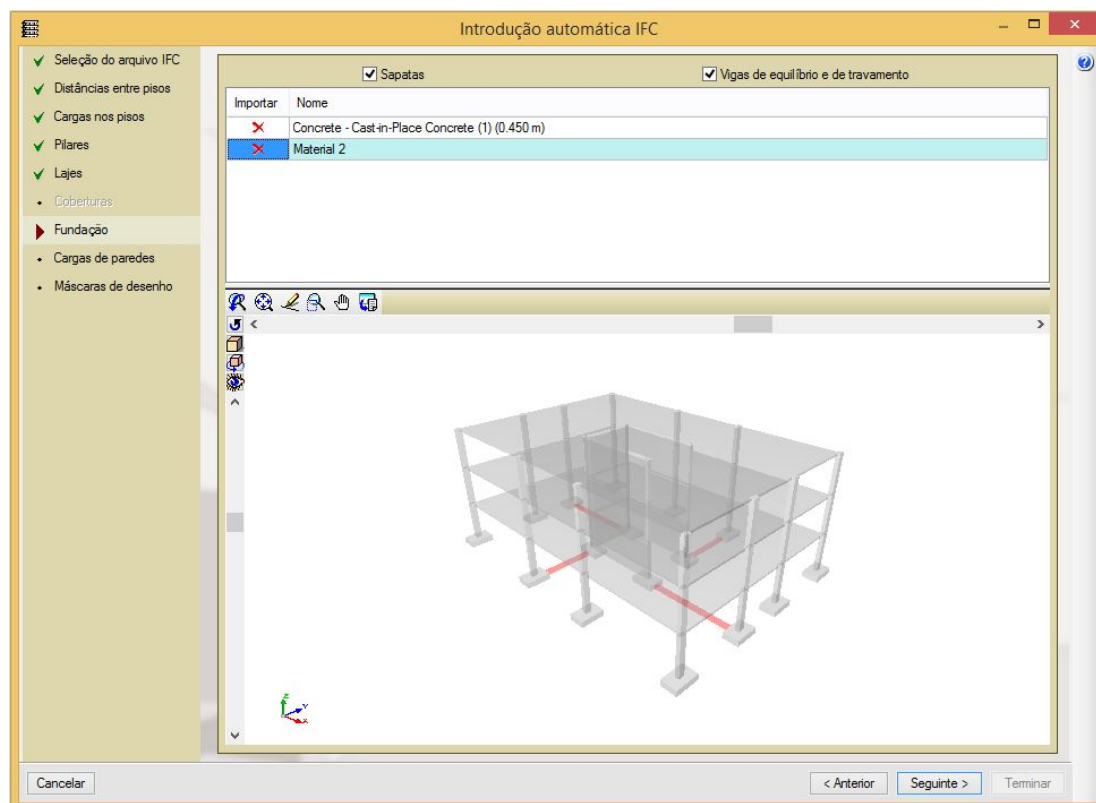 Introdução automática IFC
Seleção do arquivo IFC
Distâncias entre pisos
Cargas nos pisos
Pilares
Lajes
Coberturas
Fundação
Cargas de paredes
Máscaras de desenho
Sapatas
Vigas de equilíbrio e de travamento
Importar Nome
Concrete - Cast-in-Place Concrete (1) (0.450 m)
Material 2
Z
Y
X
Cancelar
< Anterior
Seguinte >
Terminar